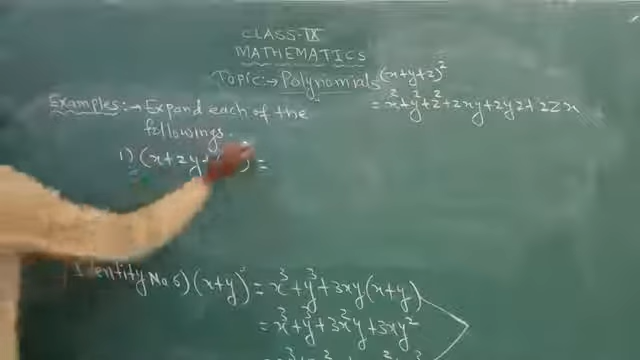 CLASS-IX
MATHEMATICS
Topic:→ Polynomials
(x+y+z)²
= x²+y²+z²+2xy+2yz+2zx
Examples:→ Expand each of the
followings.
1) (x+2y+ ) =
Identity No 6) (x+y)³ = x³+y³+3xy(x+y)
= x³+y³+3x²y+3xy²